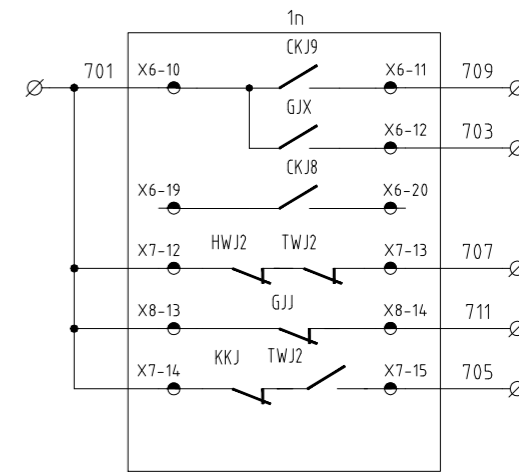 1n
CKJ9
701 X6-10 X6-11 709
GJX
X6-12 703
CKJ8
X6-19 X6-20
X7-12 HWJ2 TWJ2 X7-13 707
GJJ
X8-13 X8-14 711
KKJ TWJ2
X7-14 X7-15 705